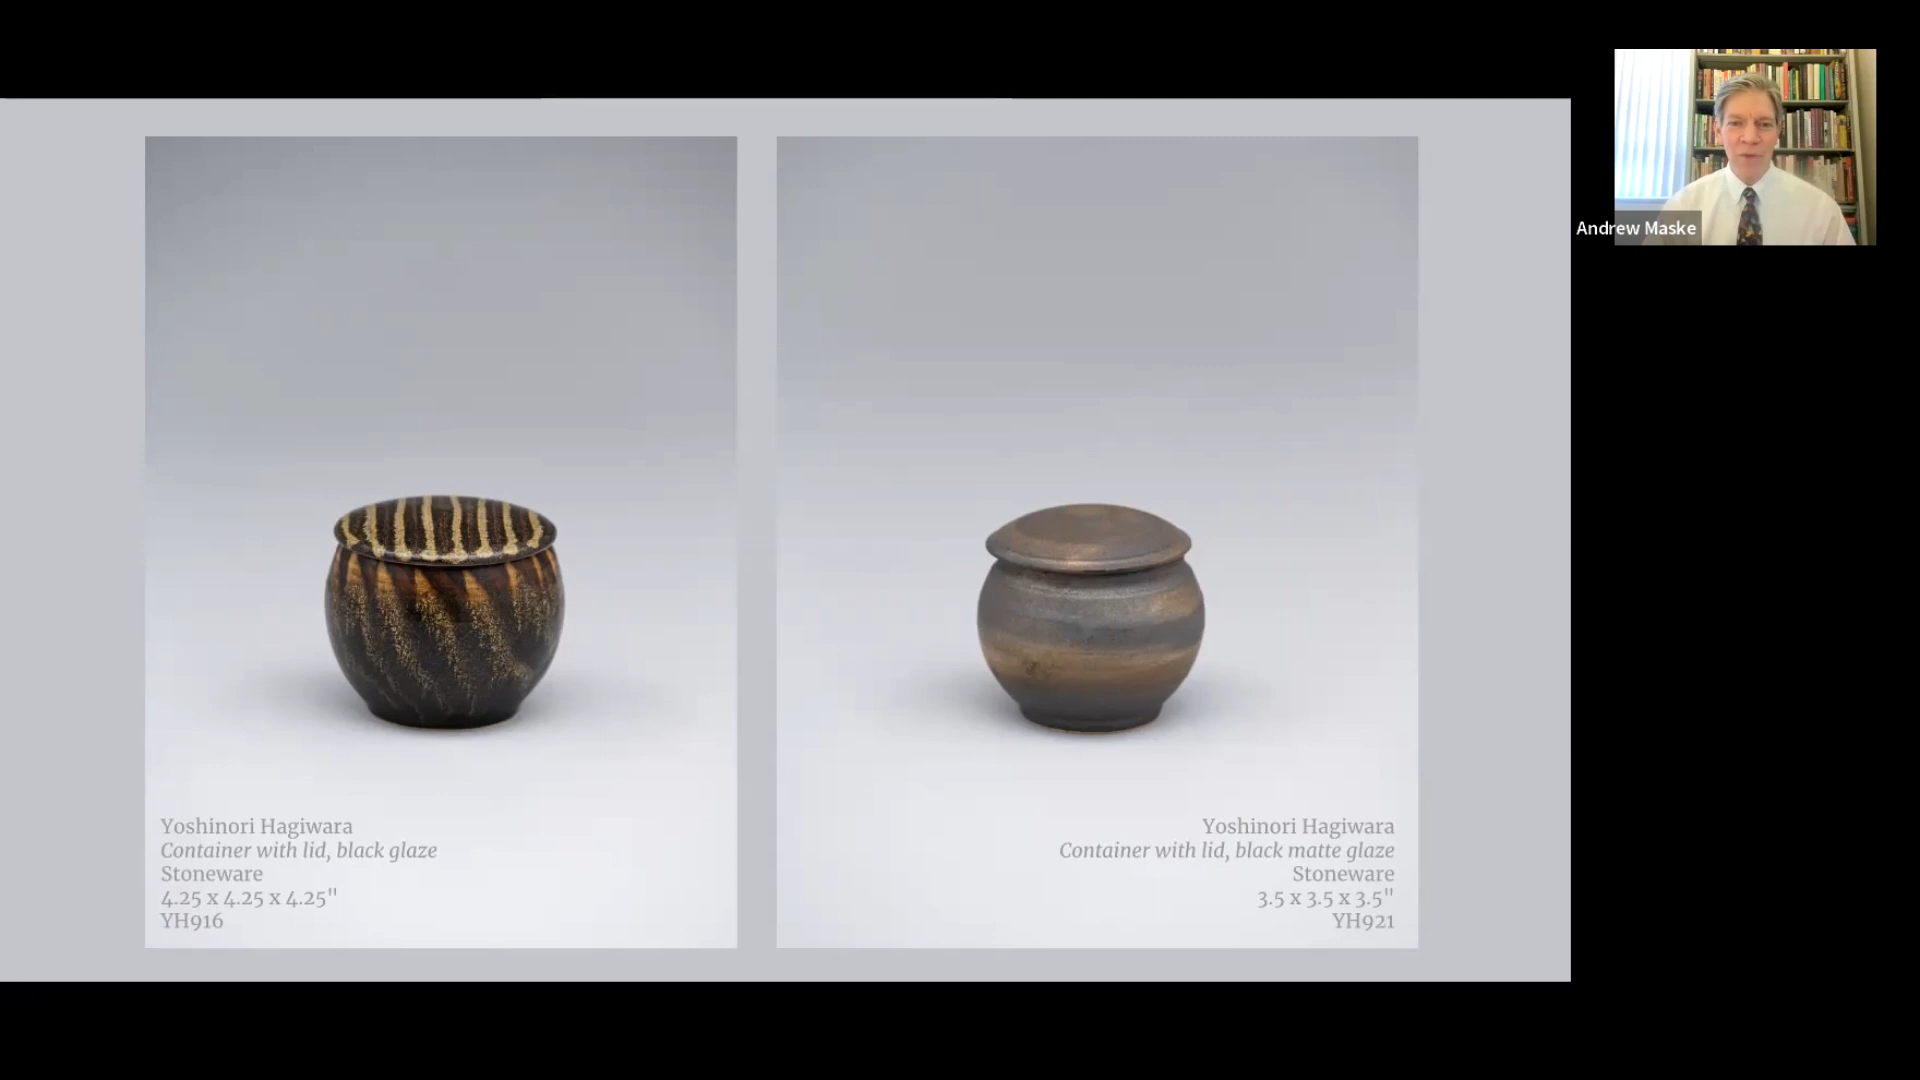 Yoshinori Hagiwara
Container with lid, black glaze
Stoneware
4.25 x 4.25 x 4.25"
YH916
Yoshinori Hagiwara
Container with lid, black matte glaze
Stoneware
3.5 x 3.5 x 3.5"
YH921
Andrew Maske